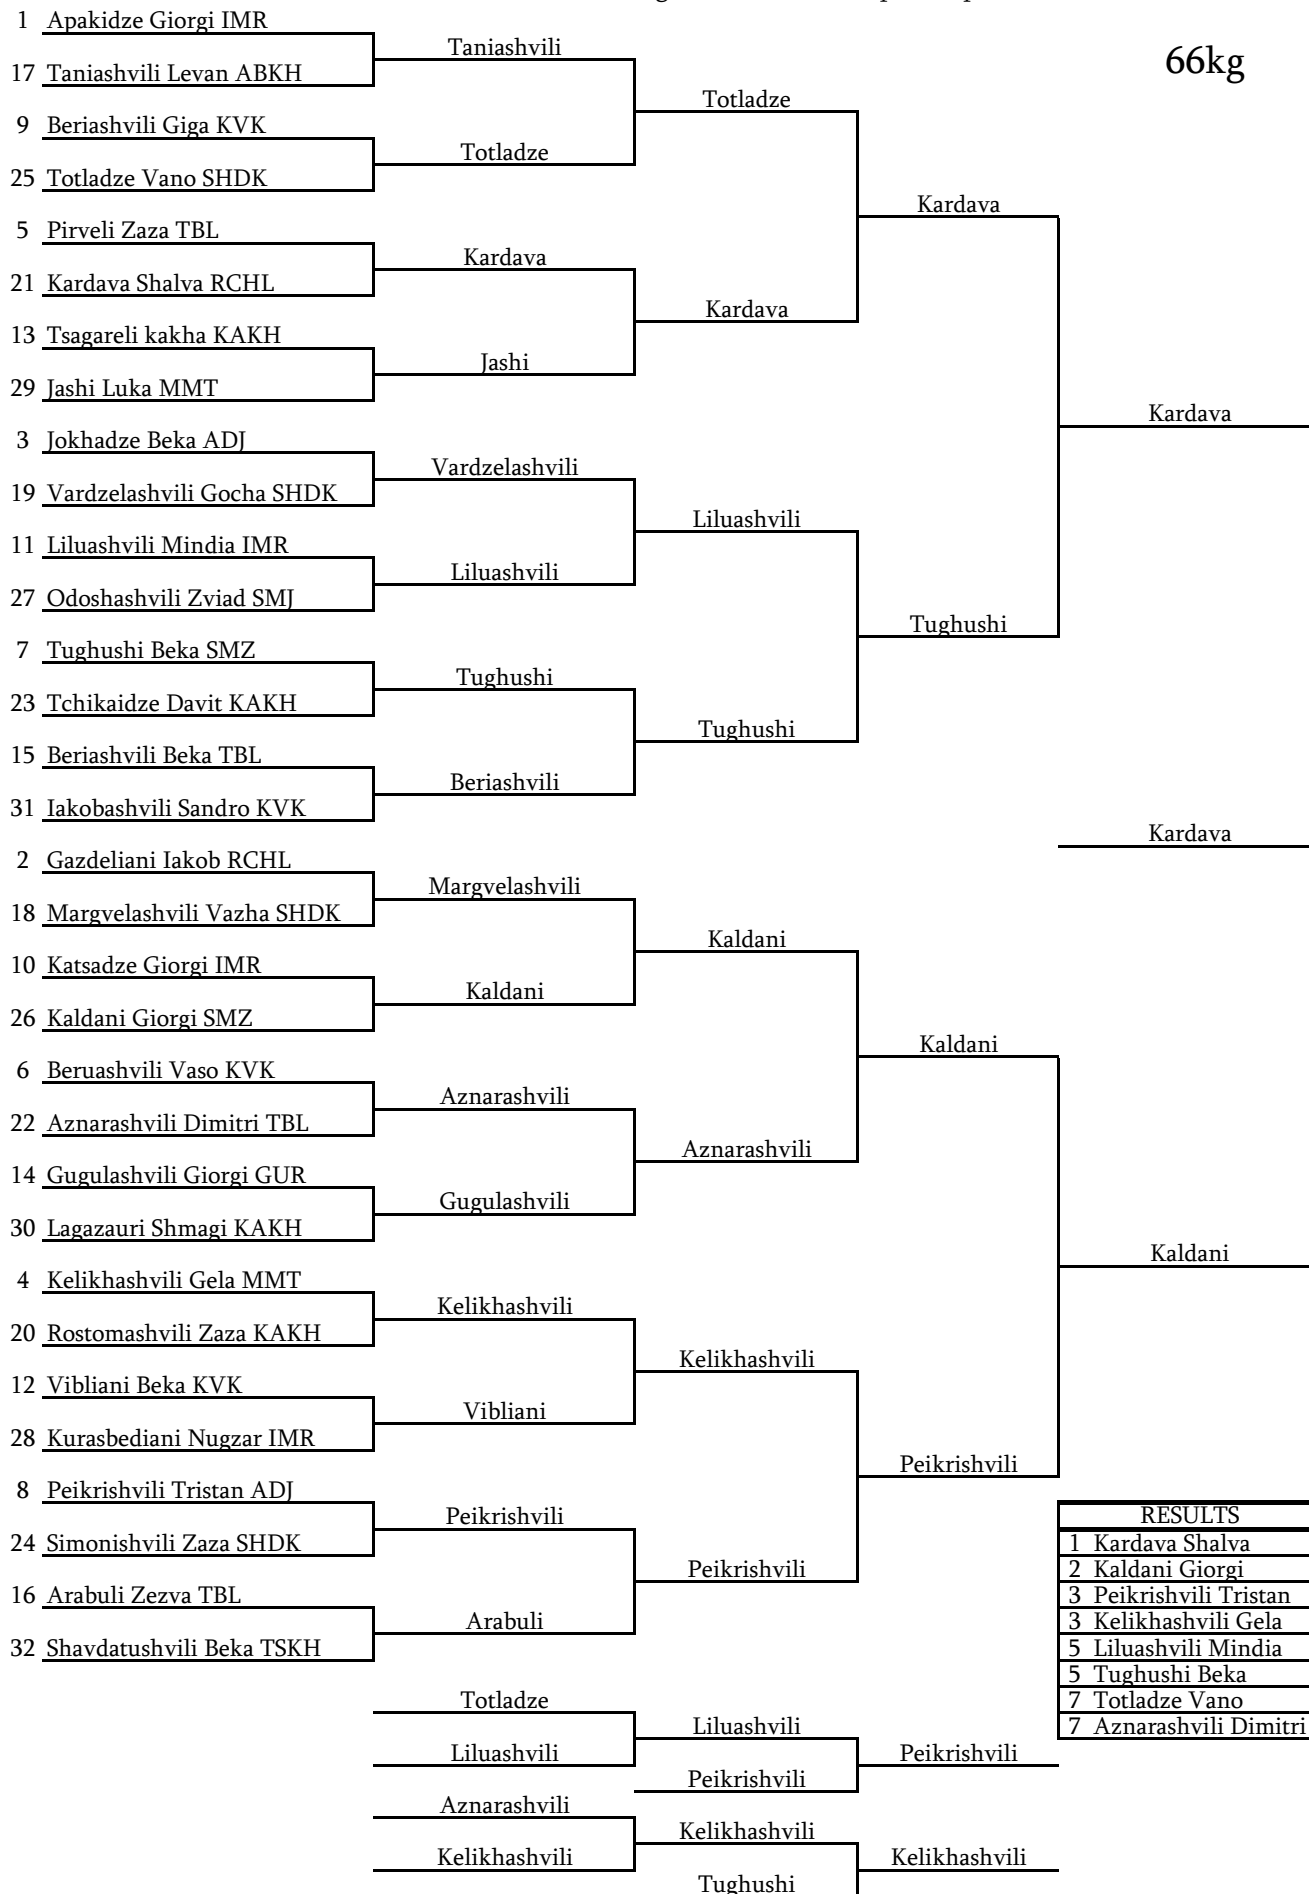 66kg
1 Apakidze Giorgi IMR
17 Taniashvili Levan ABKH
9 Beriashvili Giga KVK
25 Totladze Vano SHDK
5 Pirveli Zaza TBL
21 Kardava Shalva RCHL
13 Tsagareli kakha KAKH
29 Jashi Luka MMT
3 Jokhadze Beka ADJ
19 Vardzelashvili Gocha SHDK
11 Liluashvili Mindia IMR
27 Odoshashvili Zviad SMJ
7 Tughushi Beka SMZ
23 Tchikaidze Davit KAKH
15 Beriashvili Beka TBL
31 Iakobashvili Sandro KVK
2 Gazdeliani Iakob RCHL
18 Margvelashvili Vazha SHDK
10 Katsadze Giorgi IMR
26 Kaldani Giorgi SMZ
6 Beruashvili Vaso KVK
22 Aznarashvili Dimitri TBL
14 Gugulashvili Giorgi GUR
30 Lagazauri Shmagi KAKH
4 Kelikhashvili Gela MMT
20 Rostomashvili Zaza KAKH
12 Vibliani Beka KVK
28 Kurasbediani Nugzar IMR
8 Peikrishvili Tristan ADJ
24 Simonishvili Zaza SHDK
16 Arabuli Zezva TBL
32 Shavdatushvili Beka TSKH
Taniashvili
Totladze
Kardava
Jashi
Vardzelashvili
Liluashvili
Tughushi
Beriashvili
Margvelashvili
Kaldani
Aznarashvili
Gugulashvili
Kelikhashvili
Vibliani
Peikrishvili
Arabuli
Totladze
Kardava
Liluashvili
Tughushi
Kaldani
Aznarashvili
Kelikhashvili
Peikrishvili
Kardava
Tughushi
Kaldani
Peikrishvili
Kardava
Kardava
Kaldani
RESULTS
1 Kardava Shalva
2 Kaldani Giorgi
3 Peikrishvili Tristan
3 Kelikhashvili Gela
5 Liluashvili Mindia
5 Tughushi Beka
7 Totladze Vano
7 Aznarashvili Dimitri
Totladze
Liluashvili
Liluashvili
Peikrishvili
Peikrishvili
Aznarashvili
Kelikhashvili
Kelikhashvili
Tughushi
Kelikhashvili